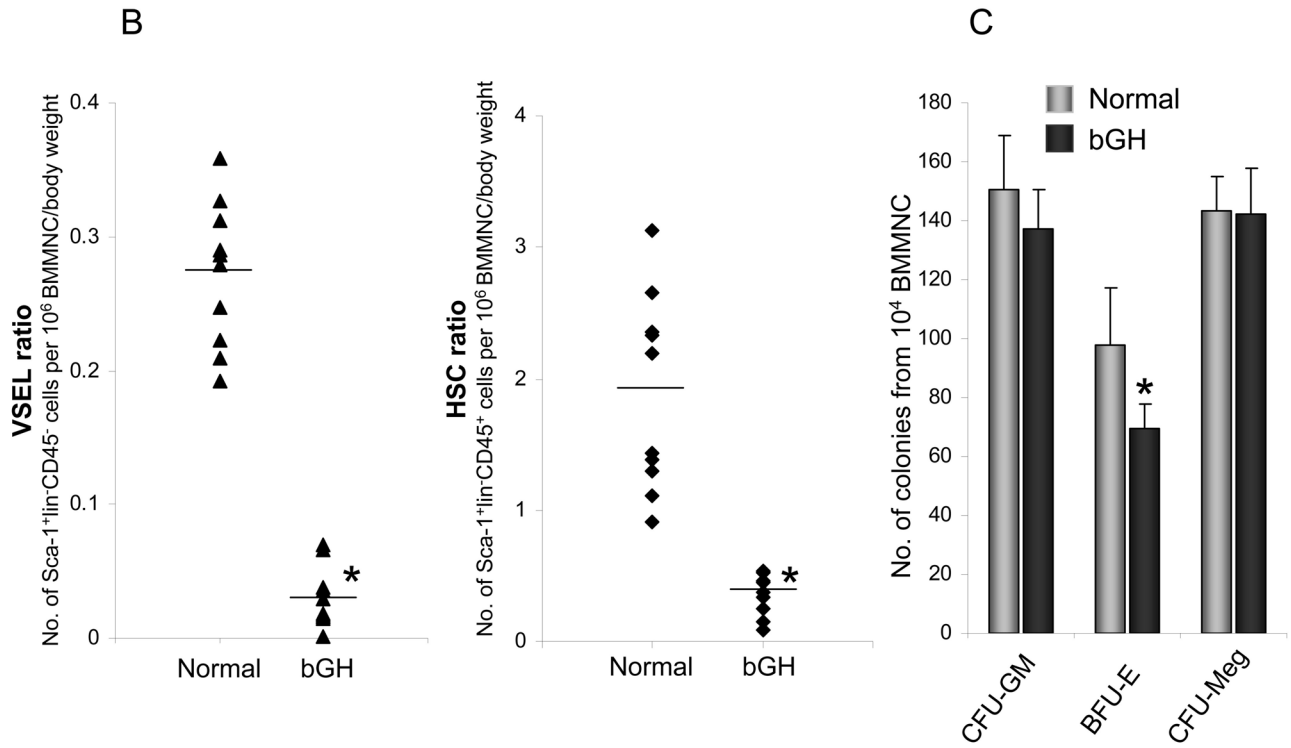 B
VSEL ratio
No. of Sca-1⁺lin⁻CD45⁻ cells per 10⁶ BMMNC/body weight
0.4
0.3
0.2
0.1
0
*
Normal bGH
HSC ratio
No. of Sca-1⁺lin⁻CD45⁺ cells per 10⁶ BMMNC/body weight
4
3
2
1
0
*
Normal bGH
C
Normal
bGH
No. of colonies from 10⁴ BMMNC
180
160
140
120
100
80
60
40
20
0
*
CFU-GM
BFU-E
CFU-Meg